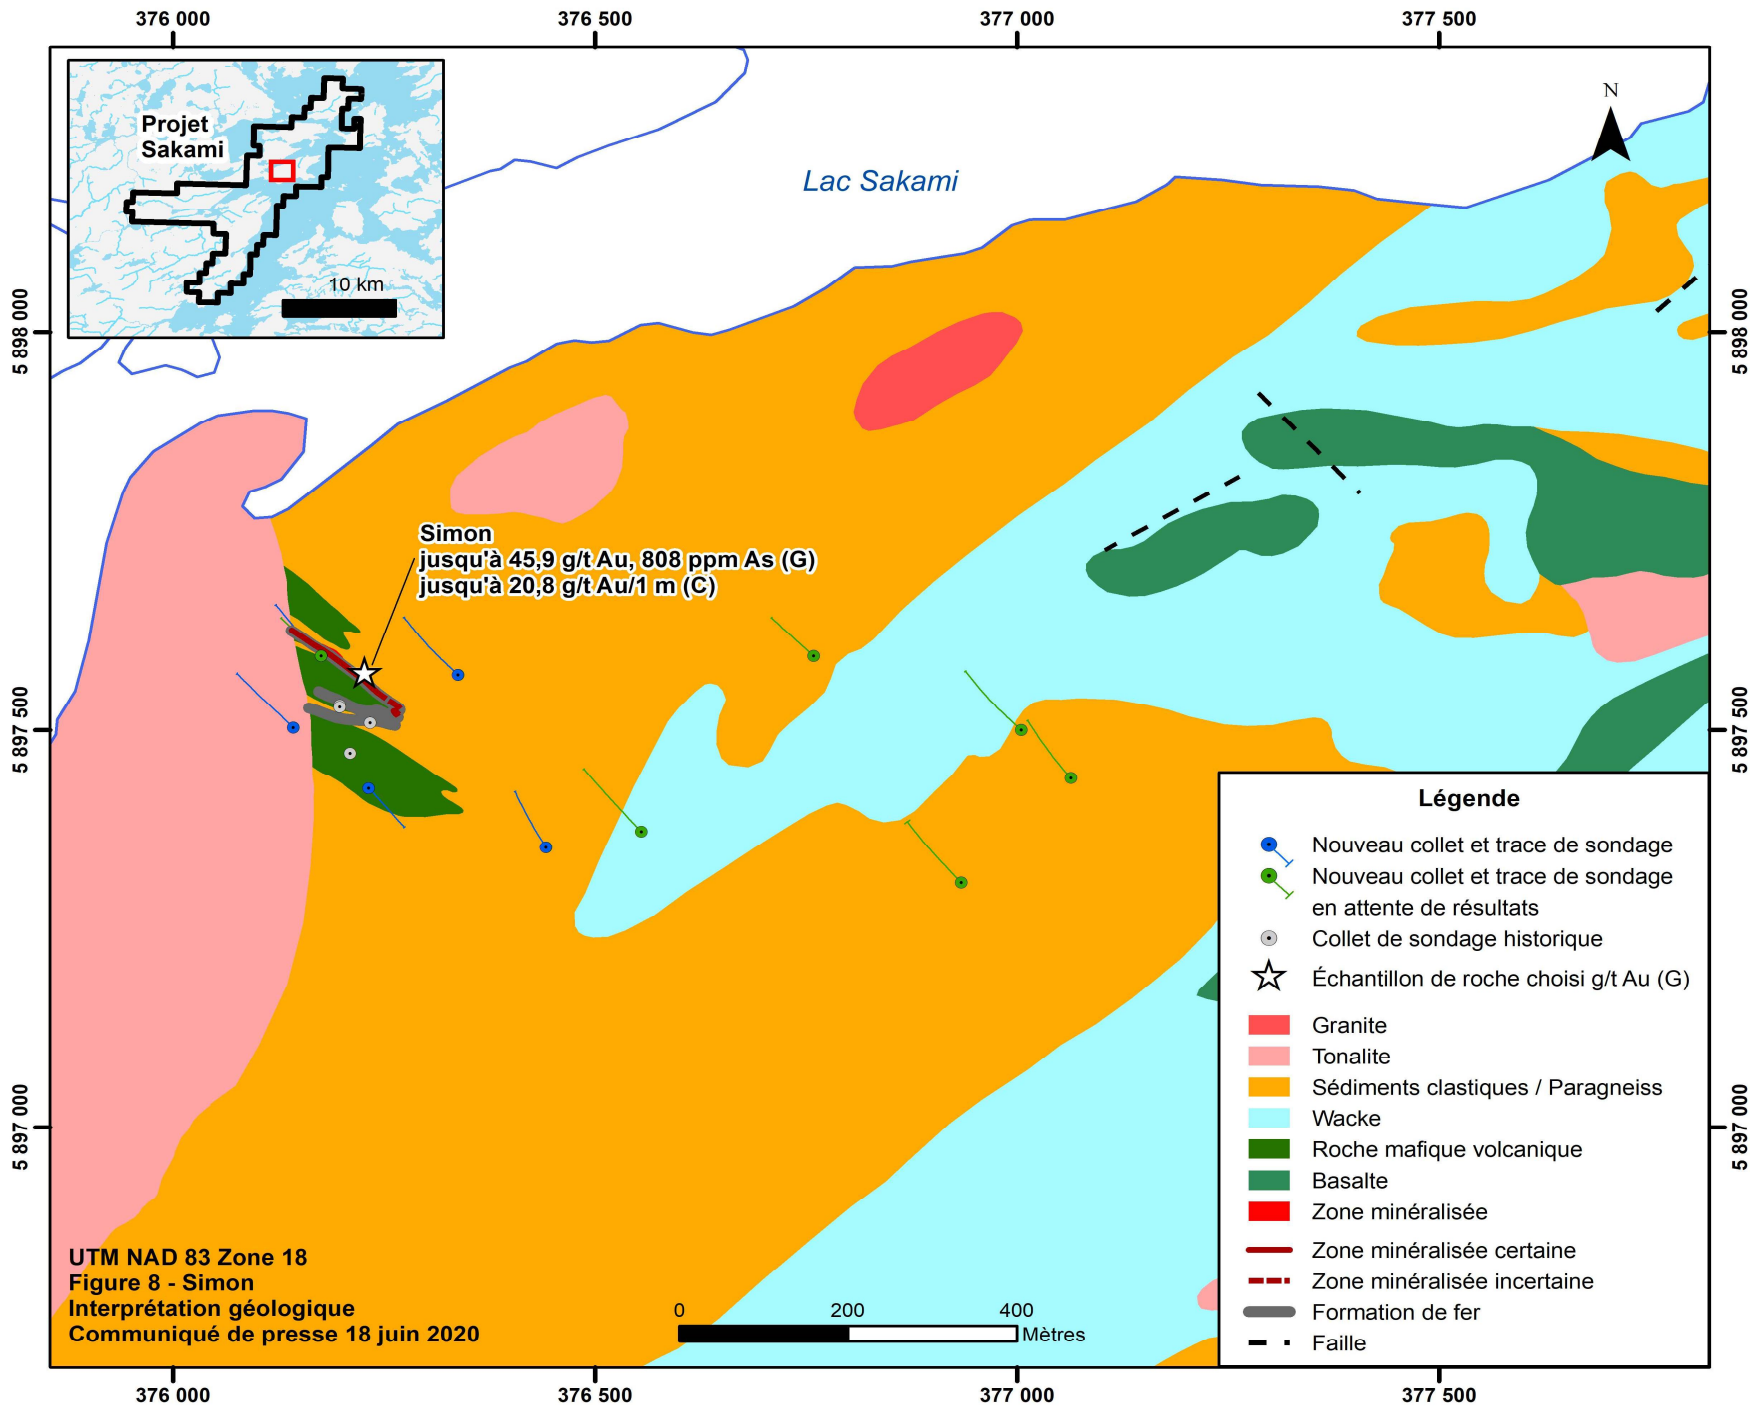 376 000
376 500
377 000
377 500
Projet
Sakami
10 km
Lac Sakami
N
5 898 000
5 898 000
Simon
jusqu'à 45,9 g/t Au, 808 ppm As (G)
jusqu'à 20,8 g/t Au/1 m (C)
5 897 500
5 897 500
Légende
Nouveau collet et trace de sondage
Nouveau collet et trace de sondage
en attente de résultats
Collet de sondage historique
Échantillon de roche choisi g/t Au (G)
Granite
Tonalite
Sédiments clastiques / Paragneiss
Wacke
Roche mafique volcanique
Basalte
Zone minéralisée
Zone minéralisée certaine
Zone minéralisée incertaine
Formation de fer
Faille
5 897 000
5 897 000
UTM NAD 83 Zone 18
Figure 8 - Simon
Interprétation géologique
Communiqué de presse 18 juin 2020
0 200 400
Mètres
376 000
376 500
377 000
377 500